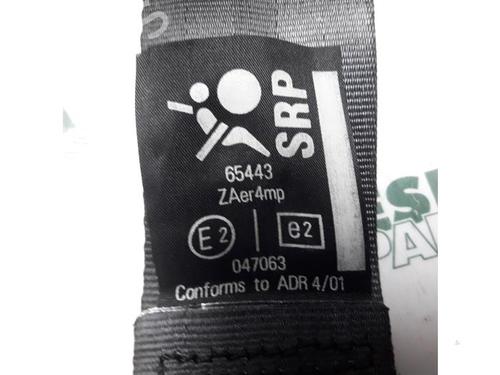 SRP
65443
ZAer4mp
E2 e2
047063
Conforms to ADR 4/01